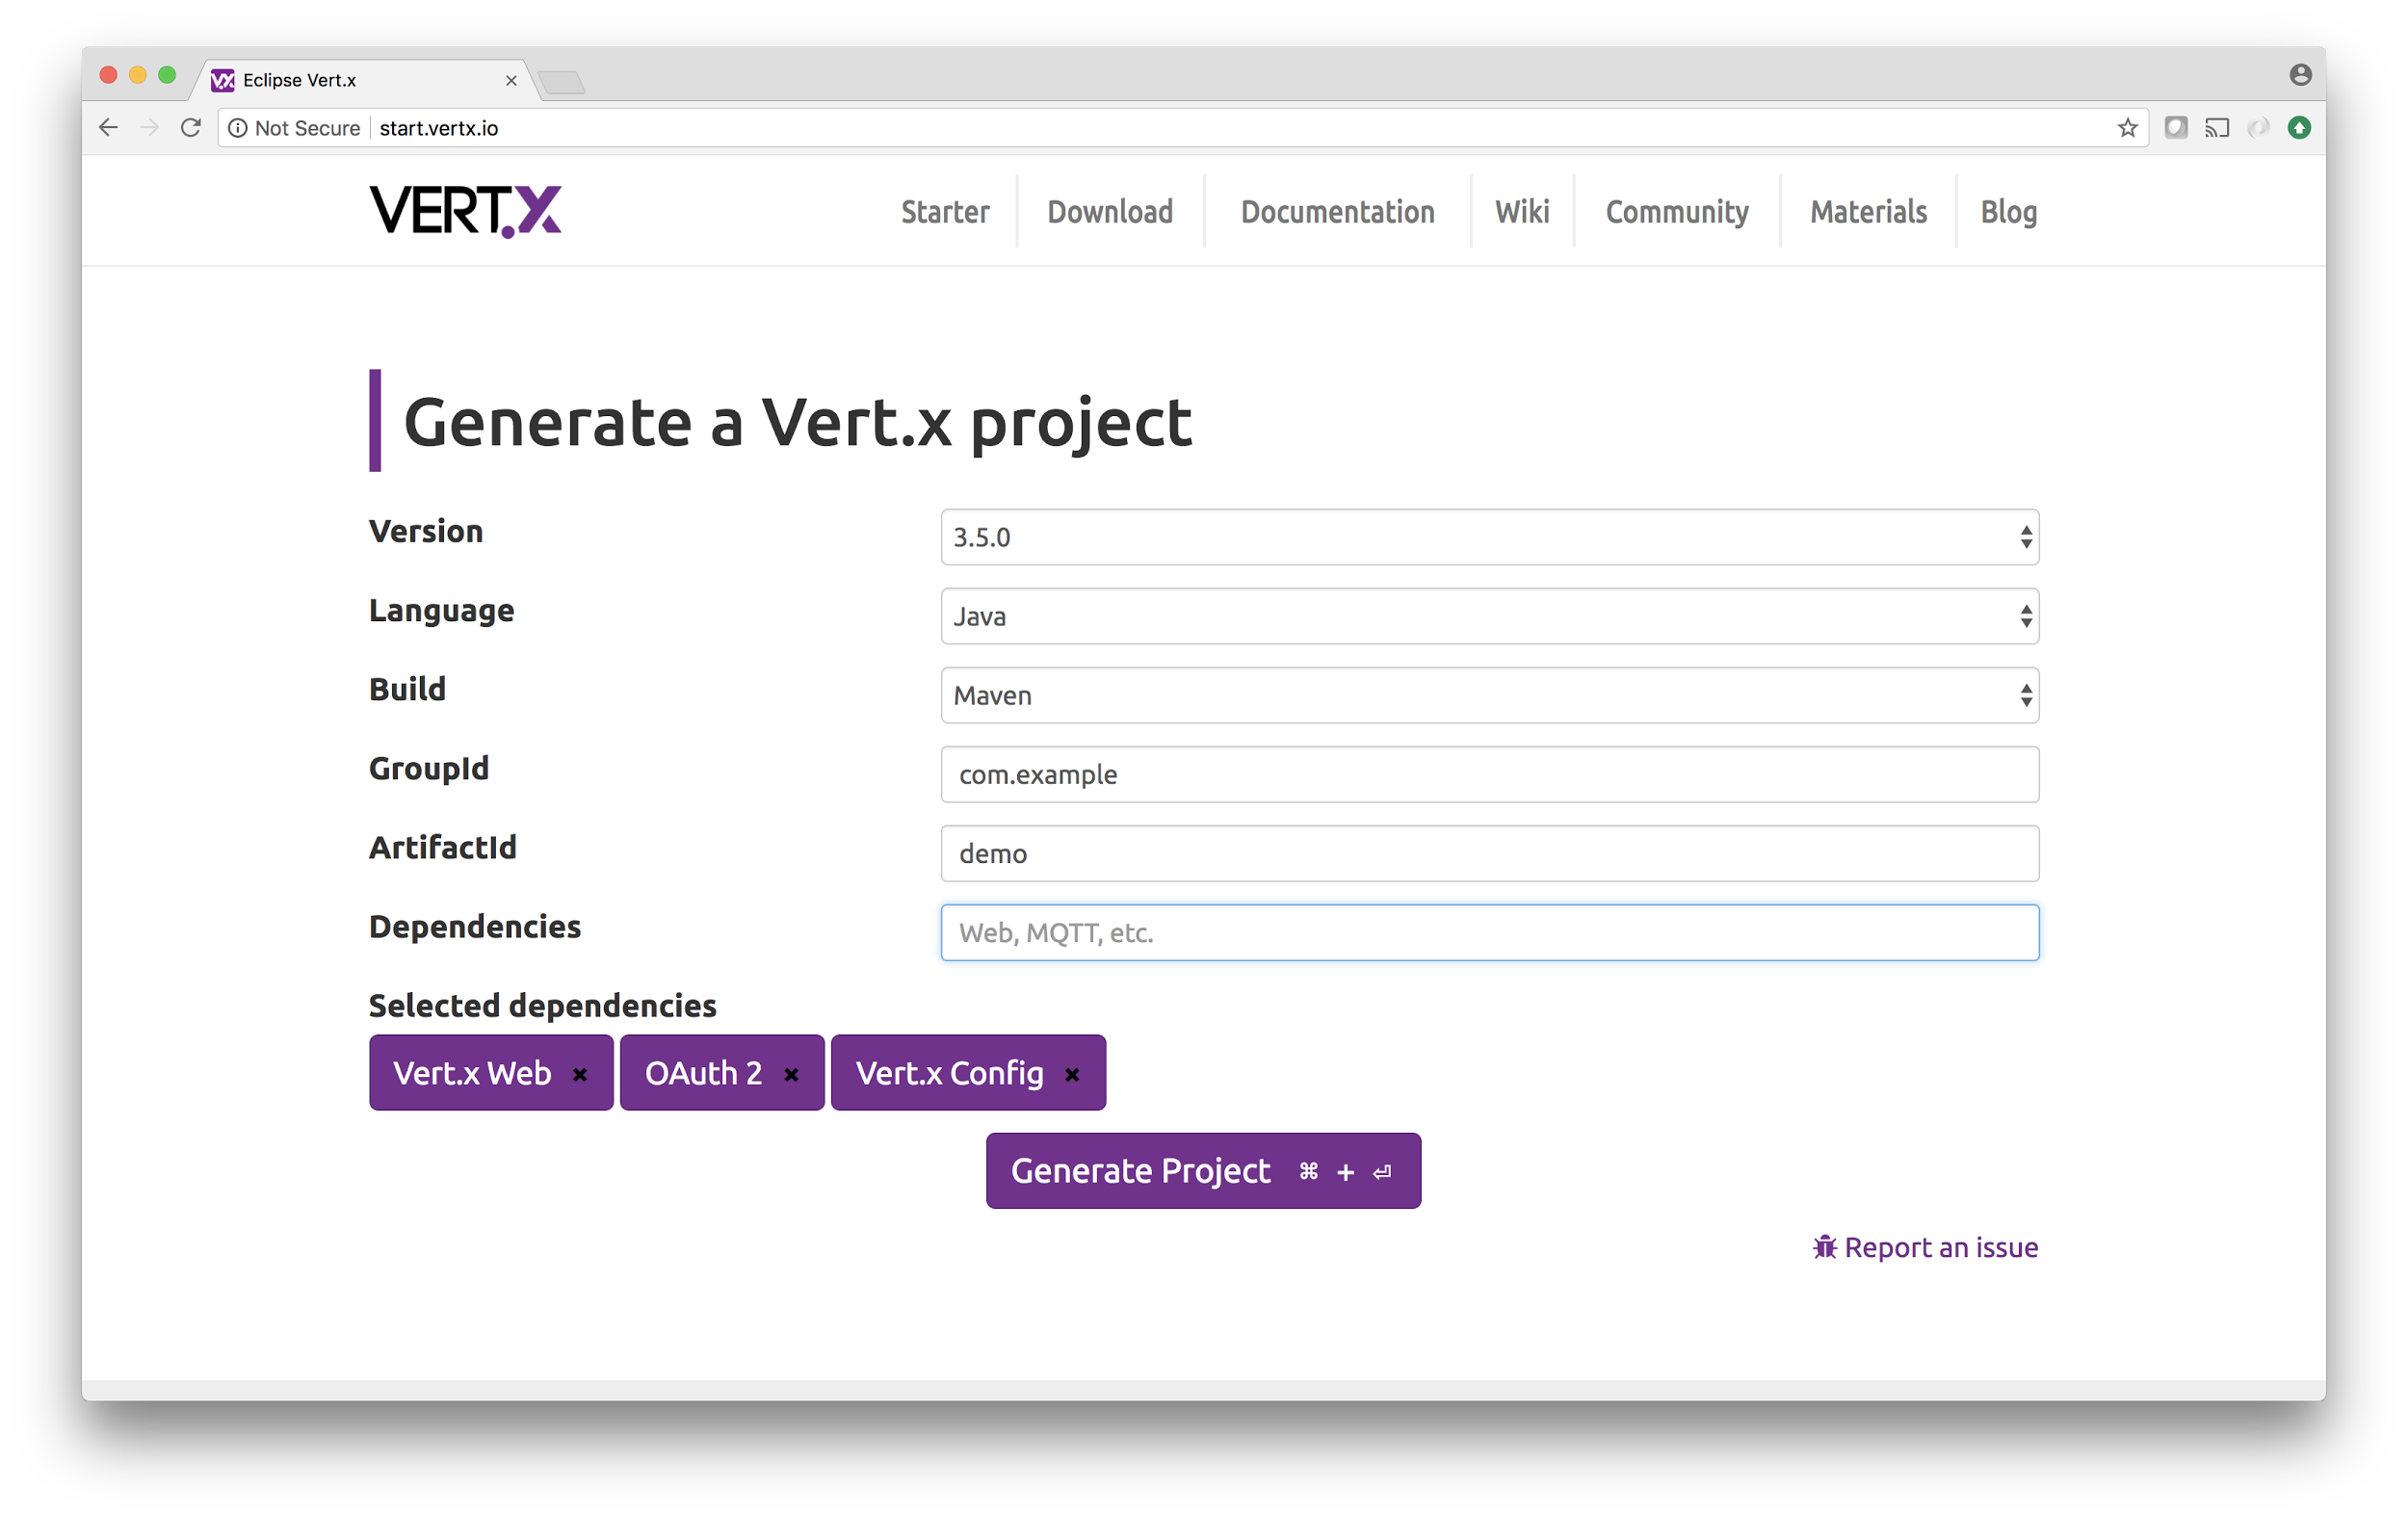 Eclipse Vert.x
Not Secure start.vertx.io
VERT.X Starter Download Documentation Wiki Community Materials Blog
Generate a Vert.x project
Version 3.5.0
Language Java
Build Maven
GroupId com.example
ArtifactId demo
Dependencies Web, MQTT, etc.
Selected dependencies
Vert.x Web × OAuth 2 × Vert.x Config ×
Generate Project ⌘ + ⏎
Report an issue